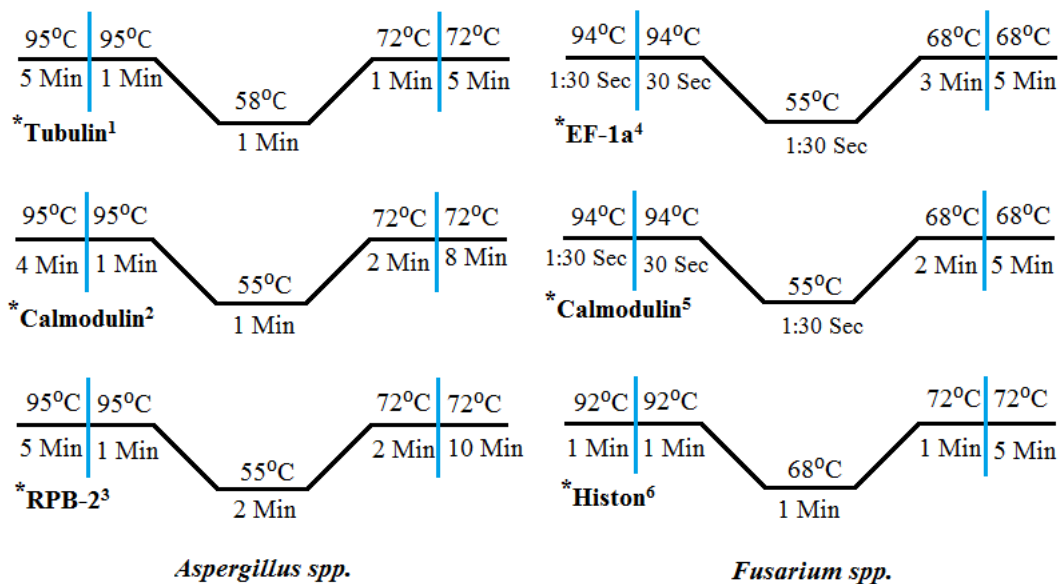 95°C 95°C 72°C 72°C
5 Min 1 Min 1 Min 5 Min
58°C
*Tubulin¹
1 Min
95°C 95°C 72°C 72°C
4 Min 1 Min 2 Min 8 Min
55°C
*Calmodulin²
1 Min
95°C 95°C 72°C 72°C
5 Min 1 Min 2 Min 10 Min
55°C
*RPB-2³
2 Min
Aspergillus spp.
94°C 94°C 68°C 68°C
1:30 Sec 30 Sec 3 Min 5 Min
55°C
*EF-1a⁴
1:30 Sec
94°C 94°C 68°C 68°C
1:30 Sec 30 Sec 2 Min 5 Min
55°C
*Calmodulin⁵
1:30 Sec
92°C 92°C 72°C 72°C
1 Min 1 Min 1 Min 5 Min
68°C
*Histon⁶
1 Min
Fusarium spp.